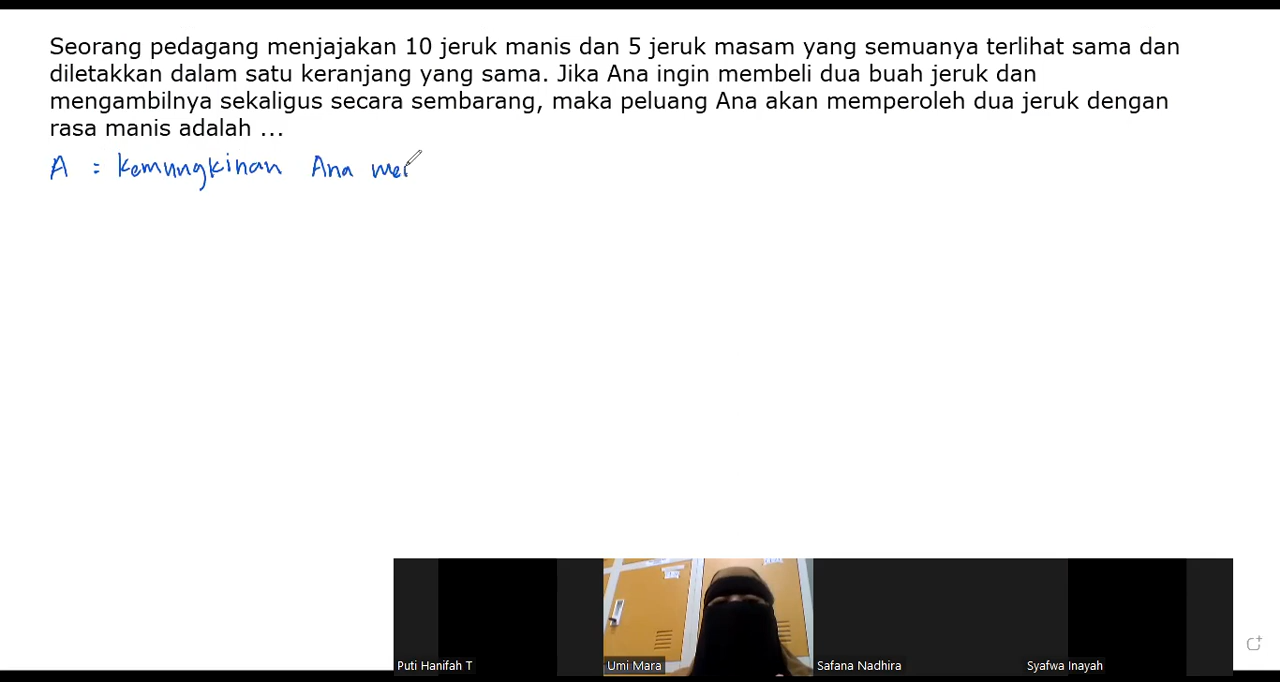 Seorang pedagang menjajakan 10 jeruk manis dan 5 jeruk masam yang semuanya terlihat sama dan
diletakkan dalam satu keranjang yang sama. Jika Ana ingin membeli dua buah jeruk dan
mengambilnya sekaligus secara sembarang, maka peluang Ana akan memperoleh dua jeruk dengan
rasa manis adalah ...
A = kemungkinan Ana mer
Puti Hanifah T
Umi Mara
Safana Nadhira
Syafwa Inayah